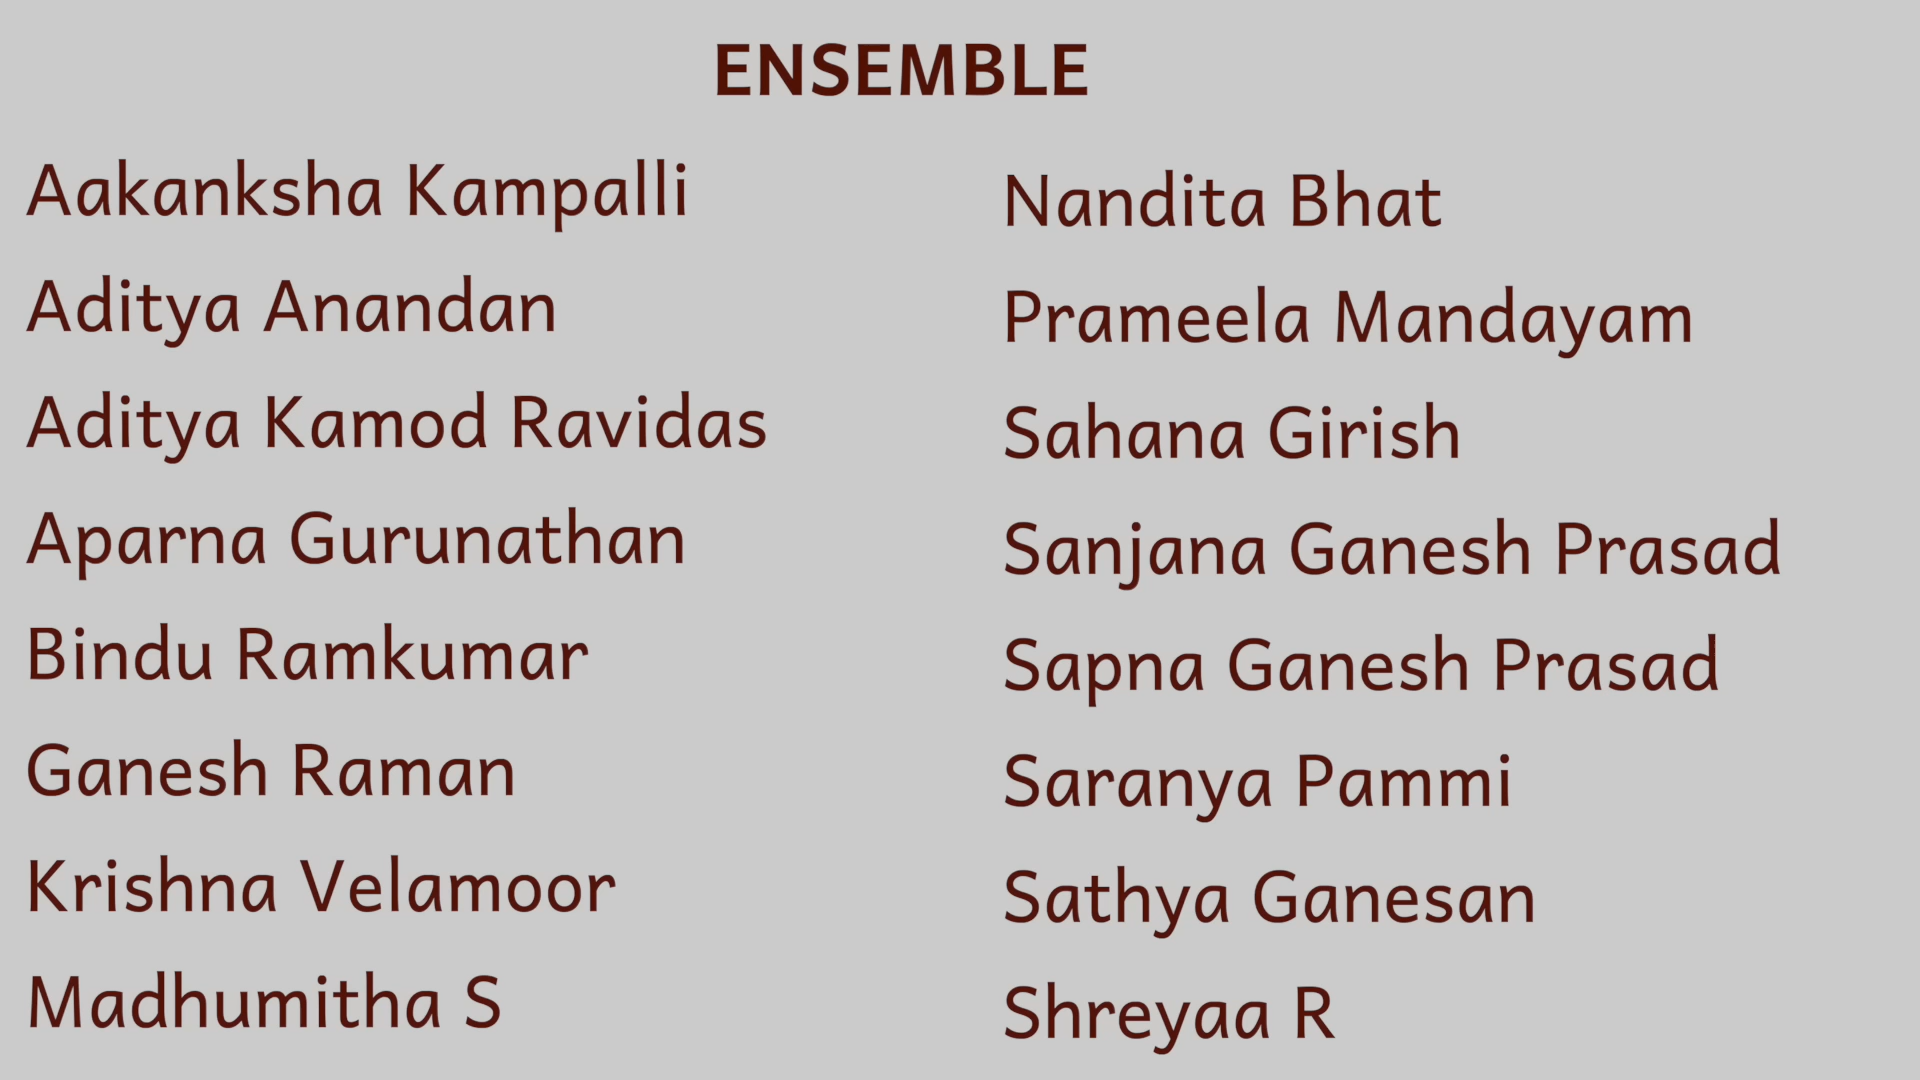 ENSEMBLE
Aakanksha Kampalli
Aditya Anandan
Aditya Kamod Ravidas
Aparna Gurunathan
Bindu Ramkumar
Ganesh Raman
Krishna Velamoor
Madhumitha S
Nandita Bhat
Prameela Mandayam
Sahana Girish
Sanjana Ganesh Prasad
Sapna Ganesh Prasad
Saranya Pammi
Sathya Ganesan
Shreyaa R